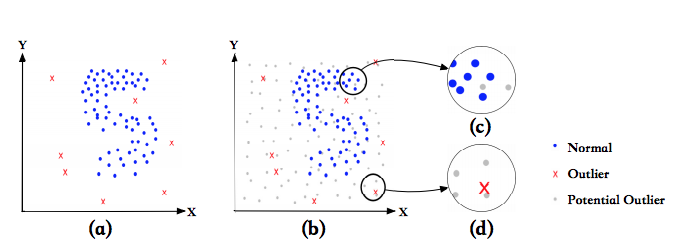 Y
X
(a)
Y
X
(b)
(c)
(d)
Normal
x Outlier
Potential Outlier